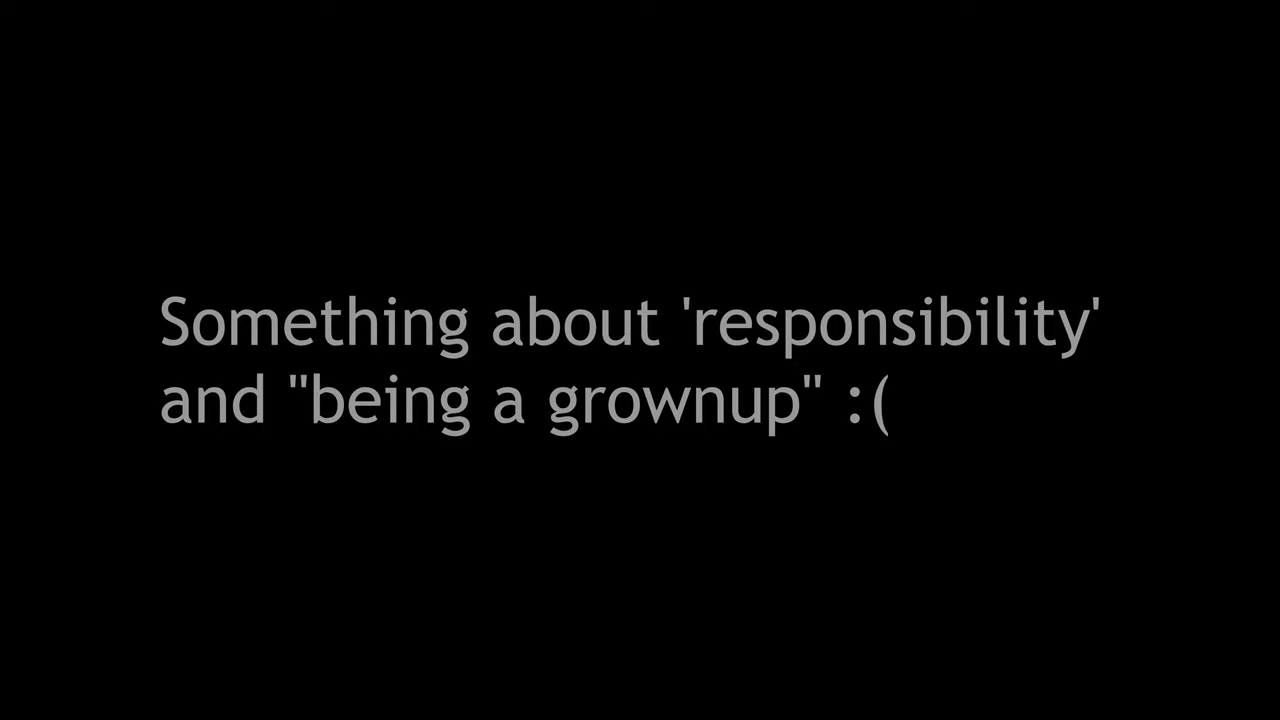 Something about 'responsibility'
and "being a grownup" :(